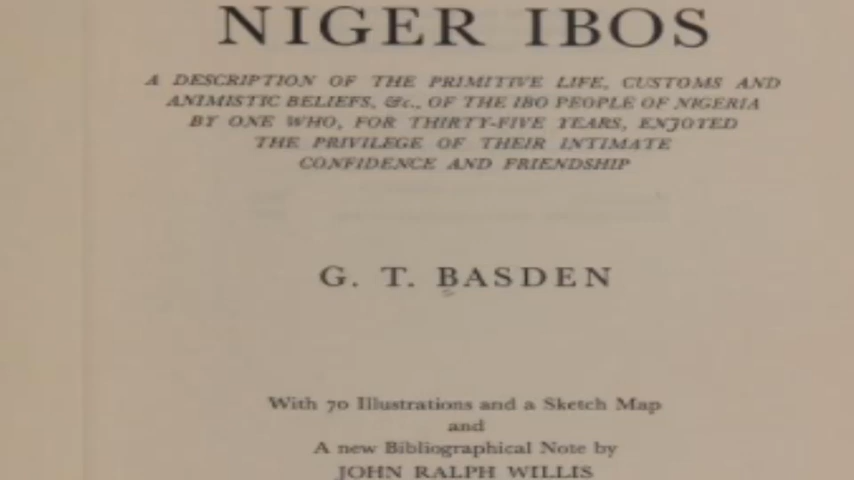 NIGER IBOS
A DESCRIPTION OF THE PRIMITIVE LIFE, CUSTOMS AND
ANIMISTIC BELIEFS, &c., OF THE IBO PEOPLE OF NIGERIA
BY ONE WHO, FOR THIRTY-FIVE YEARS, ENJOYED
THE PRIVILEGE OF THEIR INTIMATE
CONFIDENCE AND FRIENDSHIP
G. T. BASDEN
With 70 Illustrations and a Sketch Map
and
A new Bibliographical Note by
JOHN RALPH WILLIS